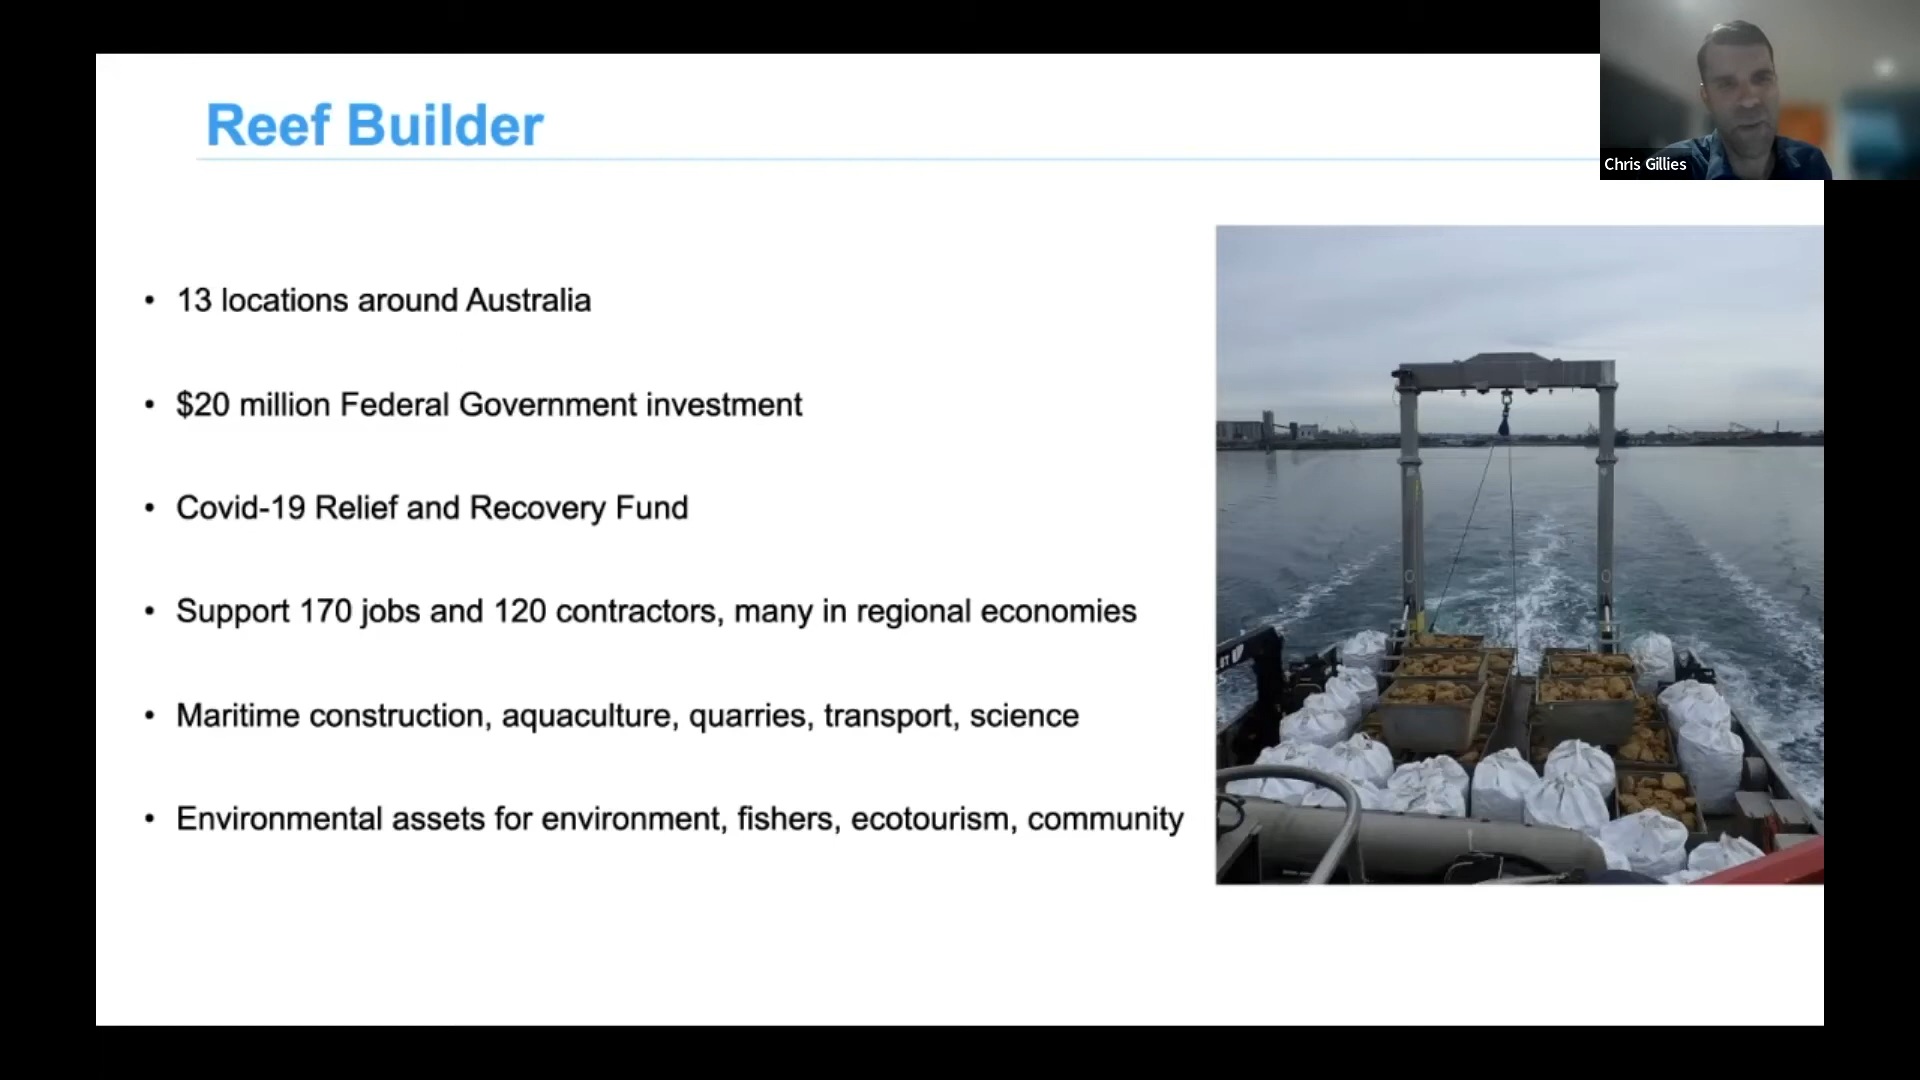 Reef Builder
Chris Gillies
• 13 locations around Australia
• $20 million Federal Government investment
• Covid-19 Relief and Recovery Fund
• Support 170 jobs and 120 contractors, many in regional economies
• Maritime construction, aquaculture, quarries, transport, science
• Environmental assets for environment, fishers, ecotourism, community